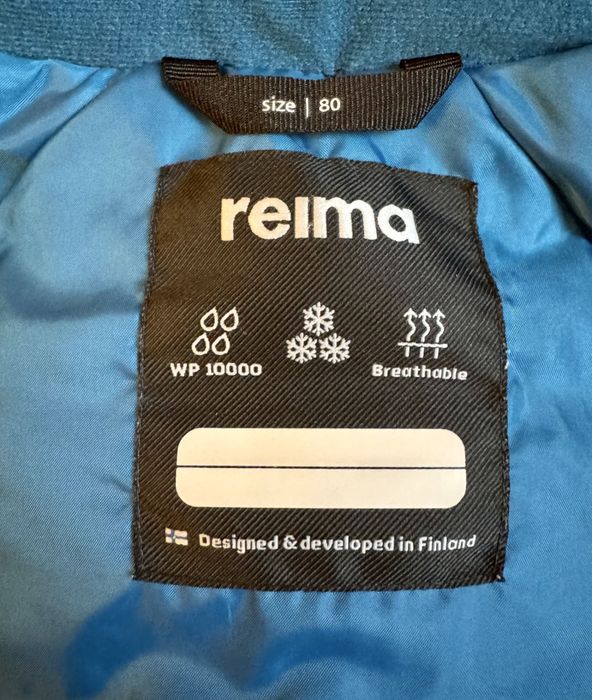 size | 80
reima
WP 10000
Breathable
Designed & developed in Finland